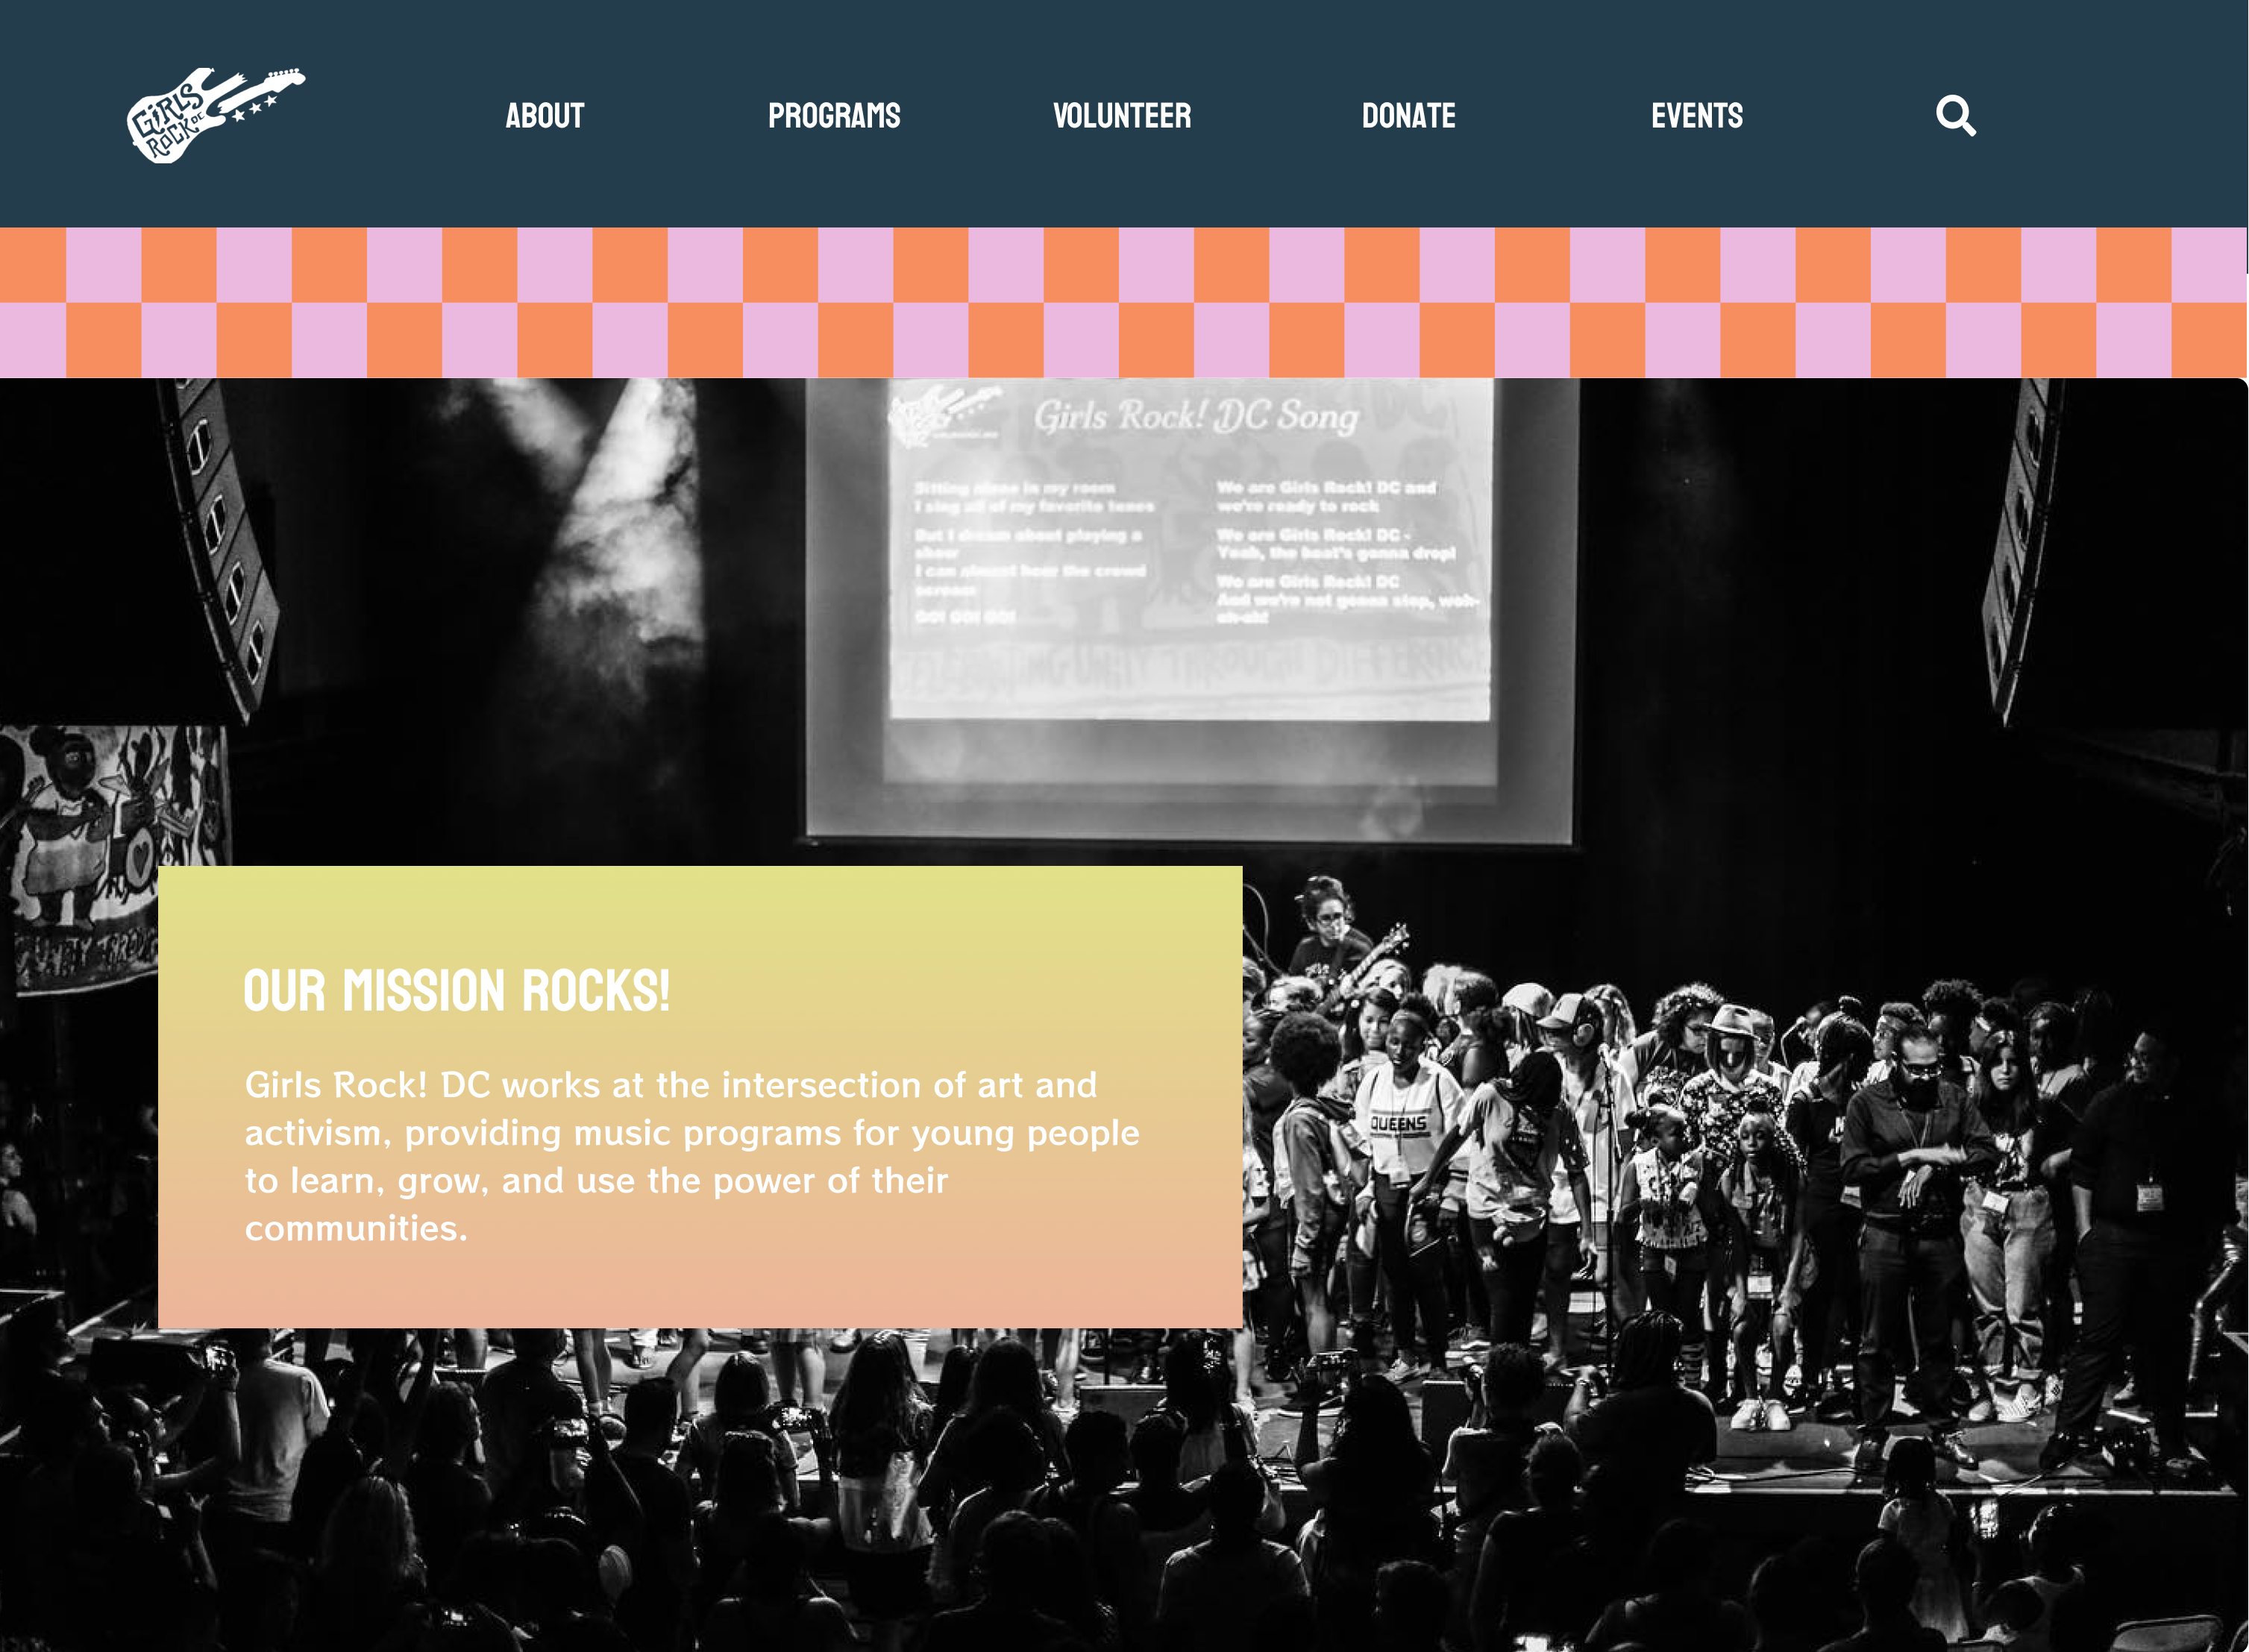 GiRLS
ROCK DC
ABOUT
PROGRAMS
VOLUNTEER
DONATE
EVENTS
Girls Rock! DC Song
Sitting alone in my room
I sing all of my favorite tunes
But I dream about playing a
show
I can almost hear the crowd
scream
GO! GO! GO!
We are Girls Rock! DC and
we're ready to rock
We are Girls Rock! DC -
Yeah, the beat's gonna drop!
We are Girls Rock! DC
And we're not gonna stop, woh-
oh-oh!
CELEBRATING UNITY THROUGH DIFFERENCE
OUR MISSION ROCKS!
Girls Rock! DC works at the intersection of art and
activism, providing music programs for young people
to learn, grow, and use the power of their
communities.
QUEENS